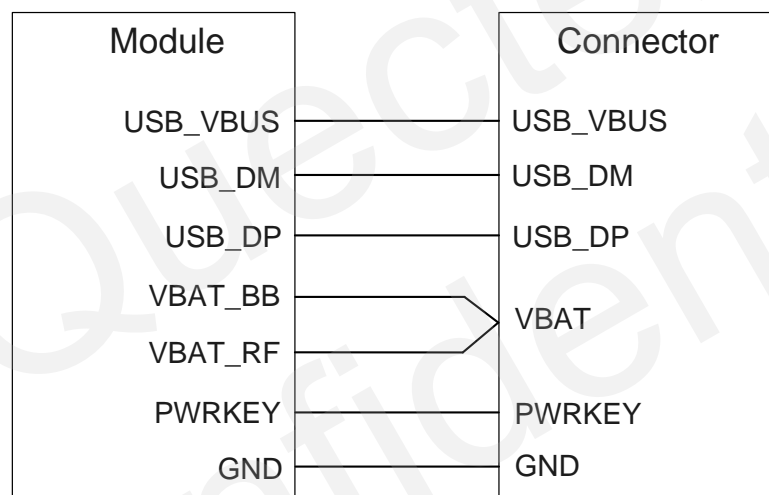 Module
Connector
USB_VBUS
USB_VBUS
USB_DM
USB_DM
USB_DP
USB_DP
VBAT_BB
VBAT
VBAT_RF
PWRKEY
PWRKEY
GND
GND